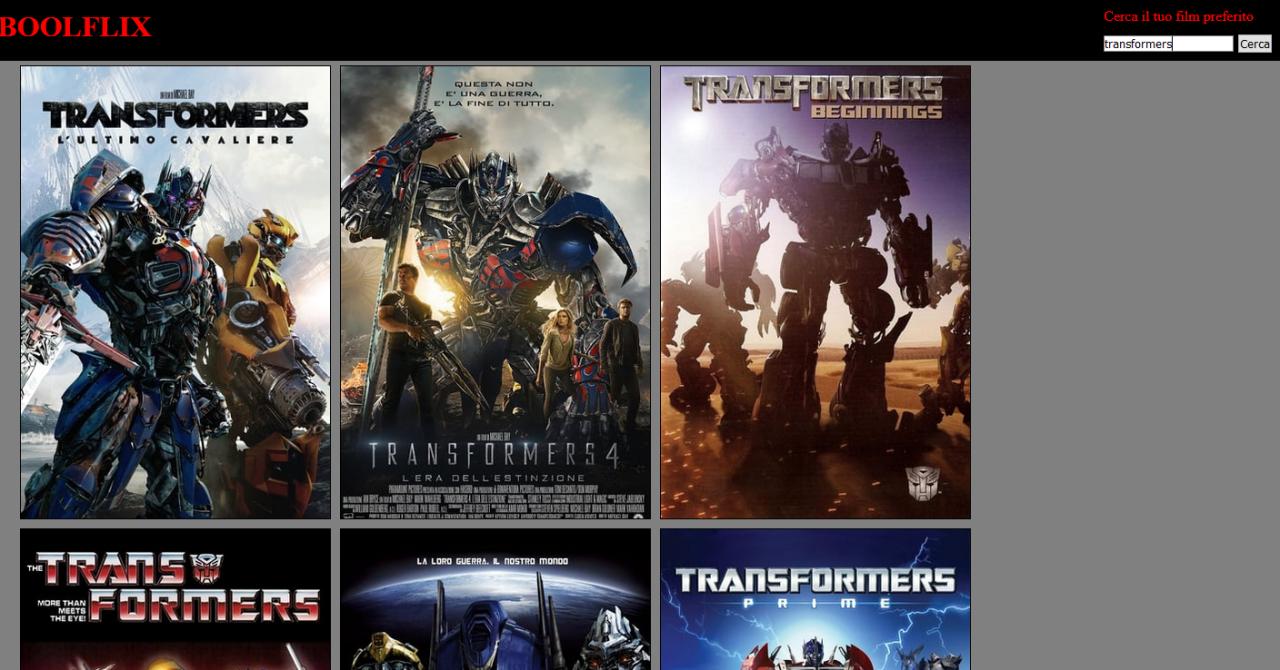 BOOLFLIX
Cerca il tuo film preferito
transformers
Cerca
UN FILM DI MICHAEL BAY
TRANSFORMERS
L'ULTIMO CAVALIERE
QUESTA NON
E' UNA GUERRA,
E' LA FINE DI TUTTO.
UN FILM DI MICHAEL BAY
TRANSFORMERS 4
L'ERA DELL'ESTINZIONE
TRANSFORMERS
BEGINNINGS
THE TRANSFORMERS
MORE THAN
MEETS
THE EYE!
LA LORO GUERRA. IL NOSTRO MONDO
TRANSFORMERS
PRIME